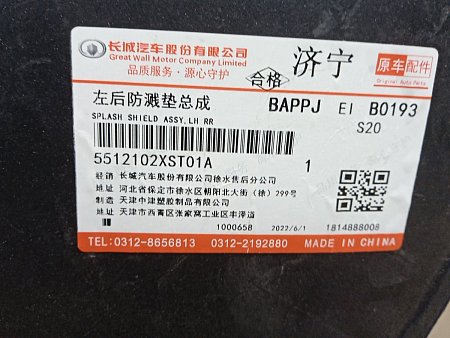 长城汽车股份有限公司
Great Wall Motor Company Limited
品质服务·源心守护
合格
济宁
原车配件
Original Auto Parts
左后防溅垫总成
BAPPJ EI B0193
SPLASH SHIELD ASSY,LH RR
S20
5512102XST01A
1
经销 长城汽车股份有限公司徐水售后分公司
地址 河北省保定市徐水区朝阳北大街(徐)299号
制造 天津中津塑胶制品有限公司
地址 天津市西青区张家窝工业区丰泽道
1000658 2022/6/1 1814888008
TEL:0312-8656813 0312-2192880 MADE IN CHINA